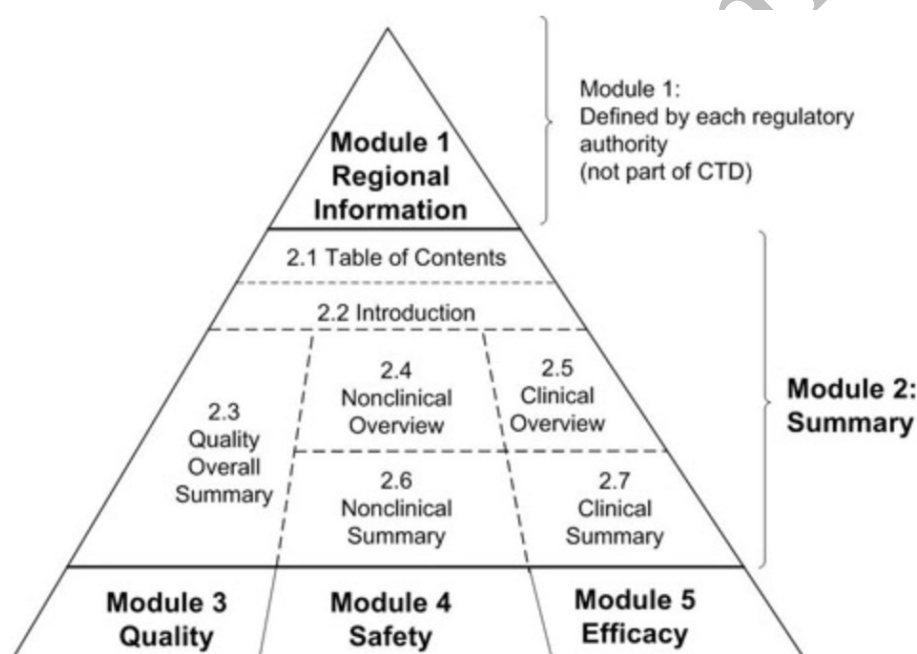 Module 1
Regional
Information
Module 1:
Defined by each regulatory
authority
(not part of CTD)
2.1 Table of Contents
2.2 Introduction
2.3
Quality
Overall
Summary
2.4
Nonclinical
Overview
2.5
Clinical
Overview
2.6
Nonclinical
Summary
2.7
Clinical
Summary
Module 2:
Summary
Module 3
Quality
Module 4
Safety
Module 5
Efficacy